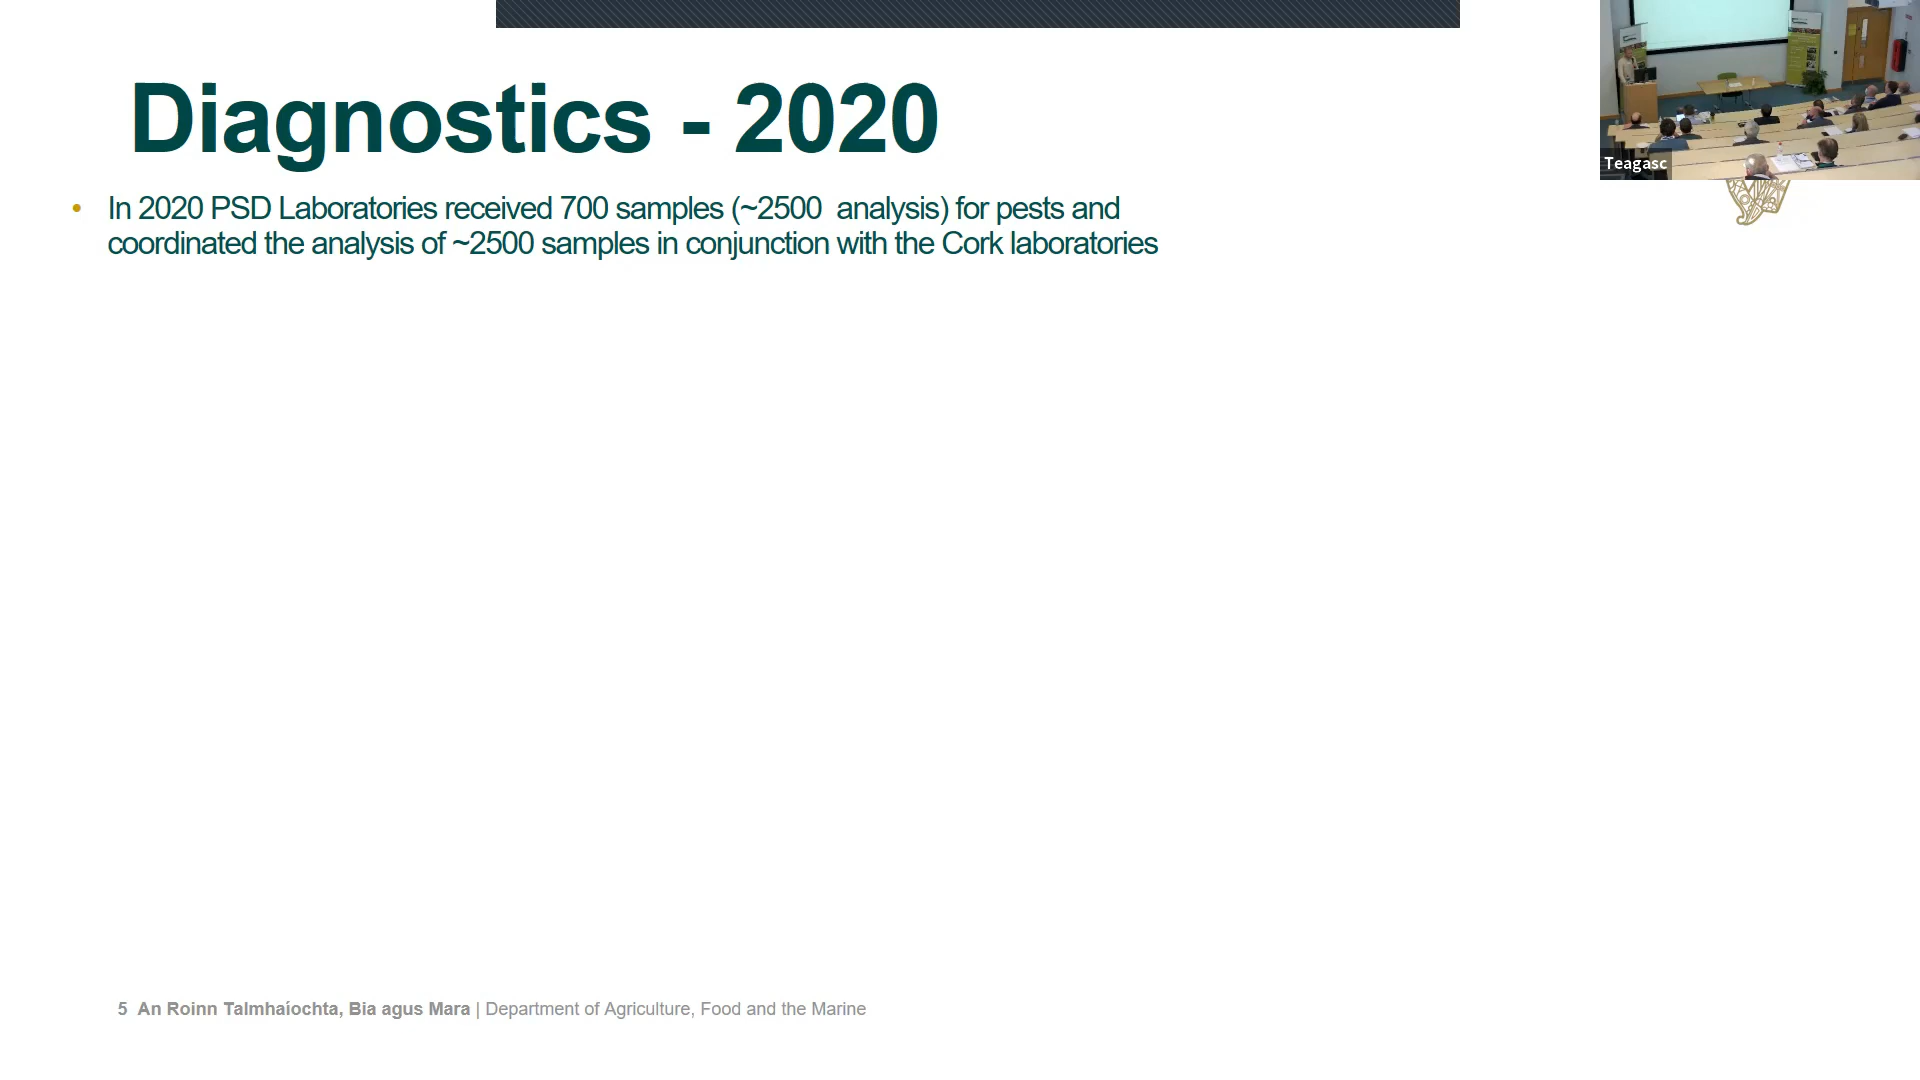 Diagnostics - 2020
• In 2020 PSD Laboratories received 700 samples (~2500 analysis) for pests and
coordinated the analysis of ~2500 samples in conjunction with the Cork laboratories
Teagasc
5 An Roinn Talmhaíochta, Bia agus Mara | Department of Agriculture, Food and the Marine